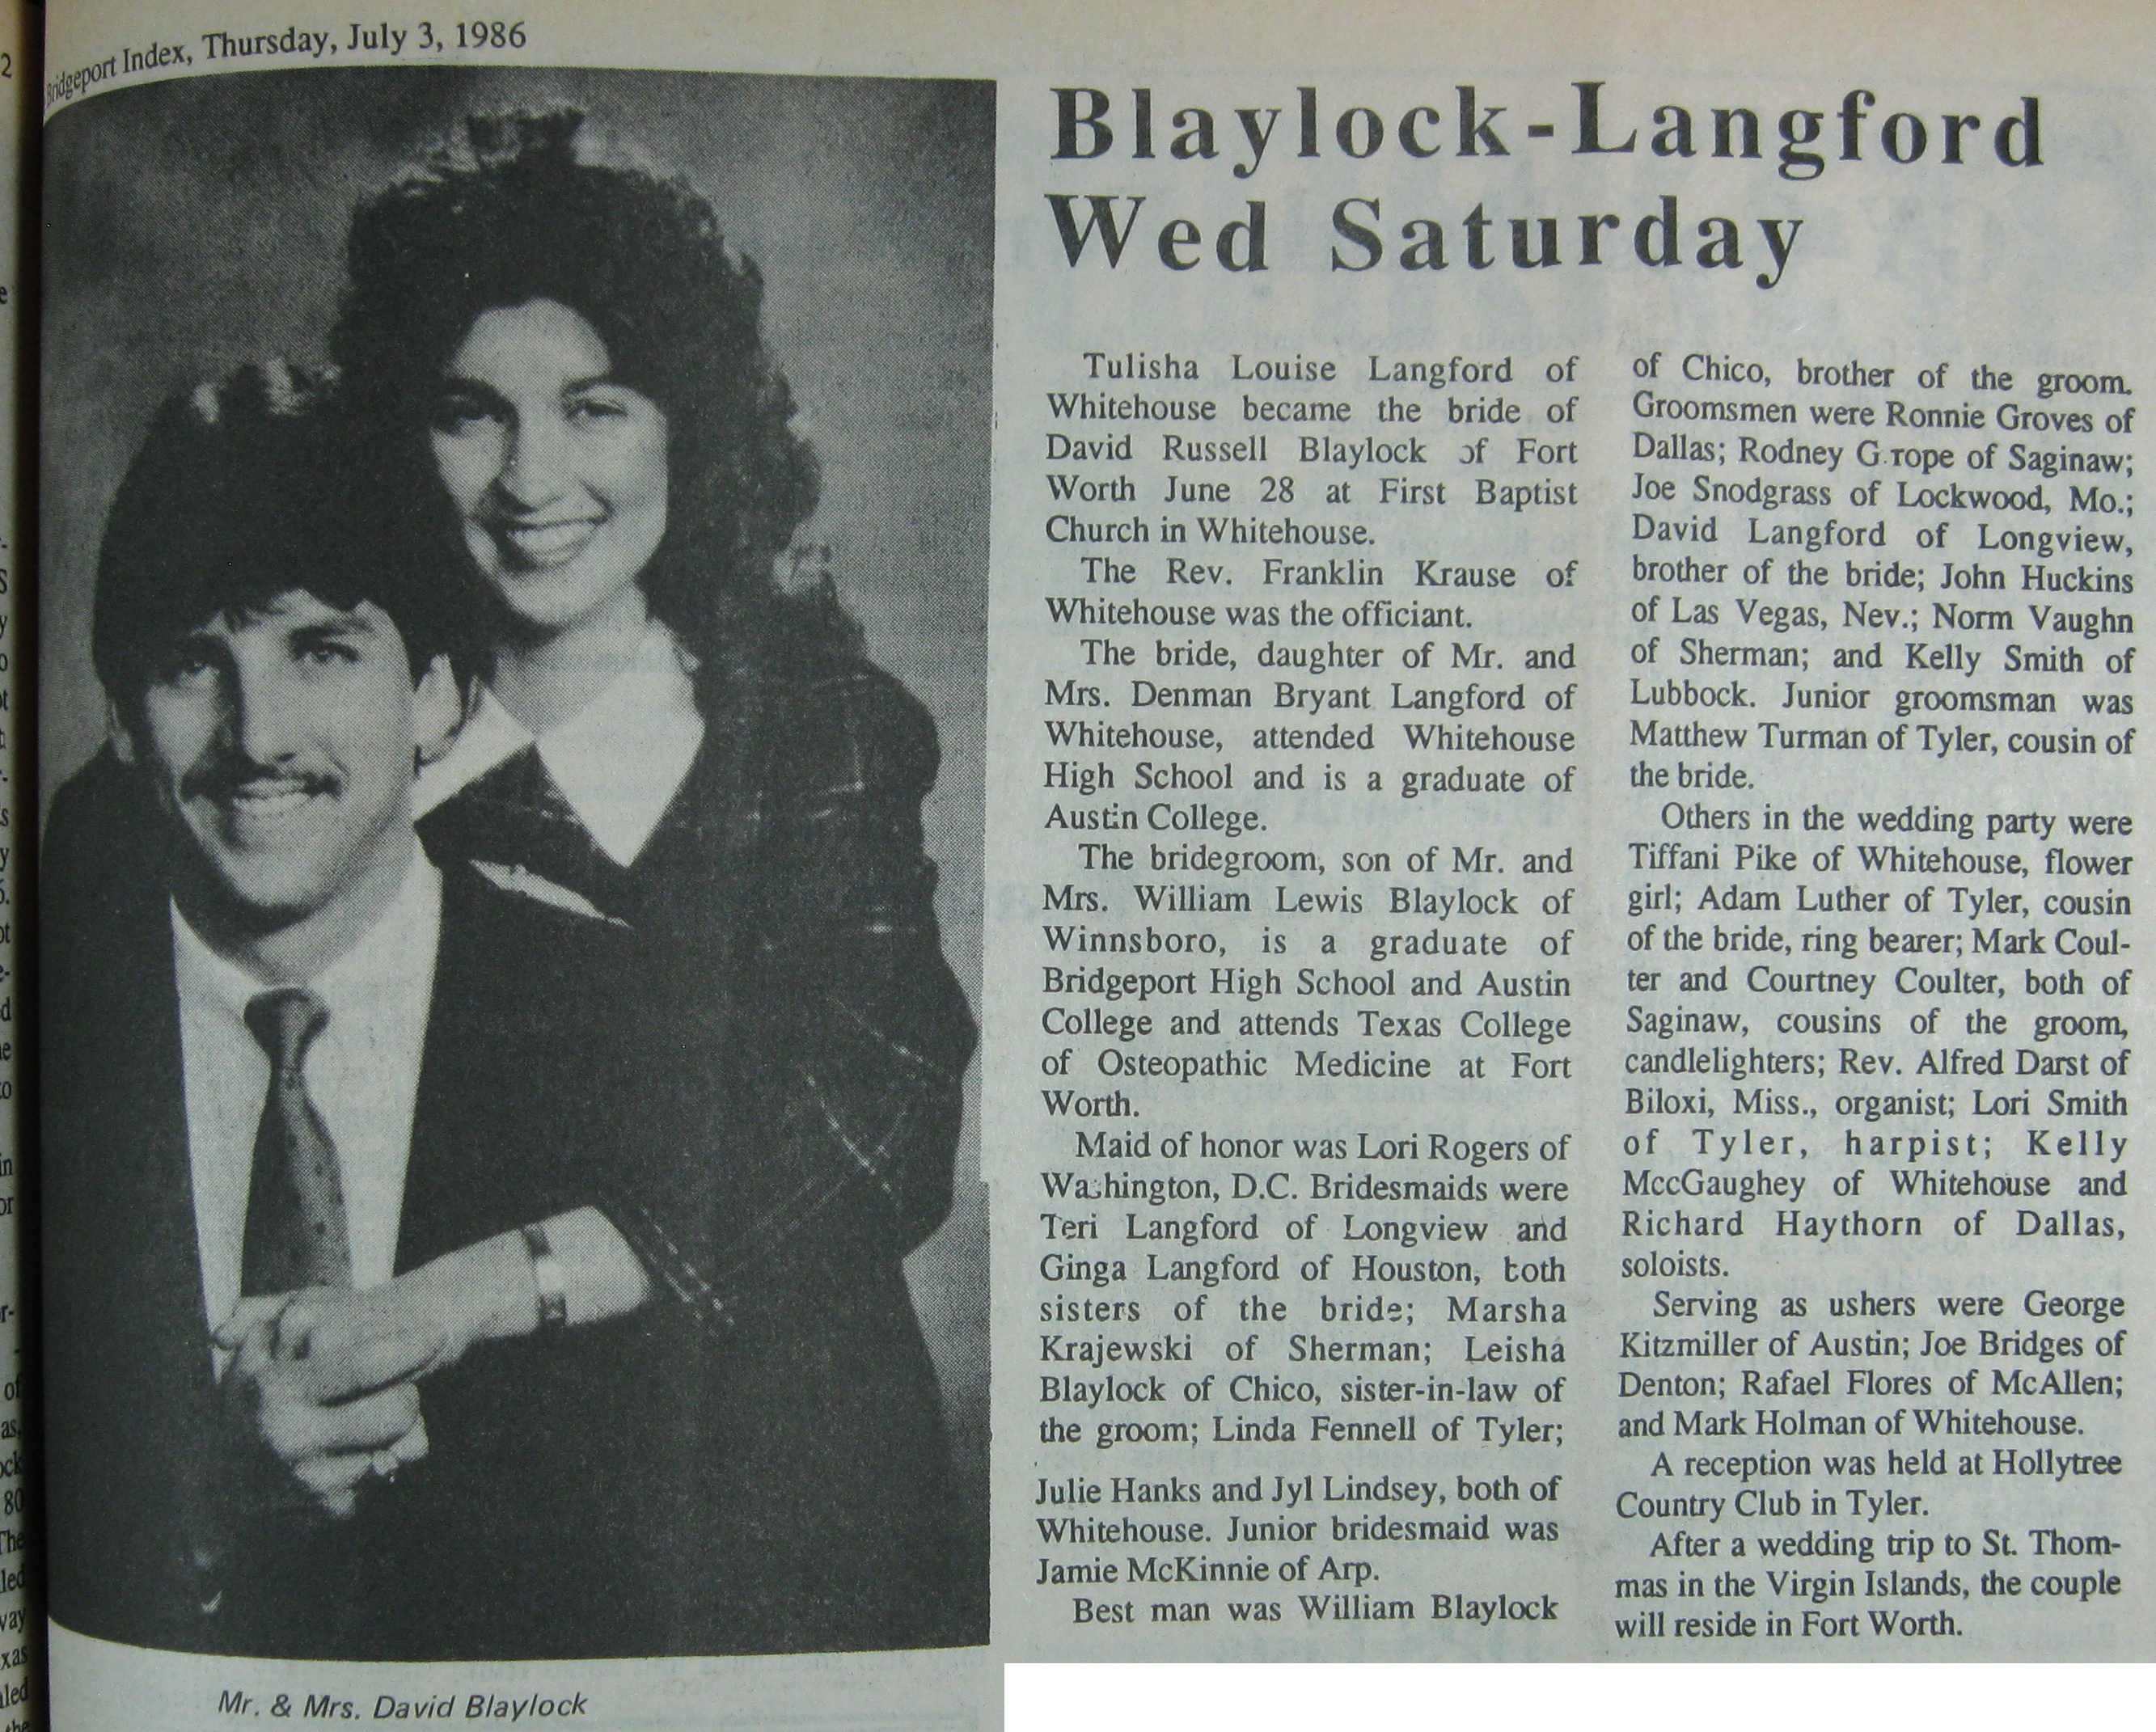 Bridgeport Index, Thursday, July 3, 1986
Blaylock-Langford
Wed Saturday
Tulisha Louise Langford of
Whitehouse became the bride of
David Russell Blaylock of Fort
Worth June 28 at First Baptist
Church in Whitehouse.
The Rev. Franklin Krause of
Whitehouse was the officiant.
The bride, daughter of Mr. and
Mrs. Denman Bryant Langford of
Whitehouse, attended Whitehouse
High School and is a graduate of
Austin College.
The bridegroom, son of Mr. and
Mrs. William Lewis Blaylock of
Winnsboro, is a graduate of
Bridgeport High School and Austin
College and attends Texas College
of Osteopathic Medicine at Fort
Worth.
Maid of honor was Lori Rogers of
Washington, D.C. Bridesmaids were
Teri Langford of Longview and
Ginga Langford of Houston, both
sisters of the bride; Marsha
Krajewski of Sherman; Leisha
Blaylock of Chico, sister-in-law of
the groom; Linda Fennell of Tyler;
Julie Hanks and Jyl Lindsey, both of
Whitehouse. Junior bridesmaid was
Jamie McKinnie of Arp.
Best man was William Blaylock
of Chico, brother of the groom.
Groomsmen were Ronnie Groves of
Dallas; Rodney G rope of Saginaw;
Joe Snodgrass of Lockwood, Mo.;
David Langford of Longview,
brother of the bride; John Huckins
of Las Vegas, Nev.; Norm Vaughn
of Sherman; and Kelly Smith of
Lubbock. Junior groomsman was
Matthew Turman of Tyler, cousin of
the bride.
Others in the wedding party were
Tiffani Pike of Whitehouse, flower
girl; Adam Luther of Tyler, cousin
of the bride, ring bearer; Mark Coul-
ter and Courtney Coulter, both of
Saginaw, cousins of the groom,
candlelighters; Rev. Alfred Darst of
Biloxi, Miss., organist; Lori Smith
of Tyler, harpist; Kelly
MccGaughey of Whitehouse and
Richard Haythorn of Dallas,
soloists.
Serving as ushers were George
Kitzmiller of Austin; Joe Bridges of
Denton; Rafael Flores of McAllen;
and Mark Holman of Whitehouse.
A reception was held at Hollytree
Country Club in Tyler.
After a wedding trip to St. Thom-
mas in the Virgin Islands, the couple
will reside in Fort Worth.
Mr. & Mrs. David Blaylock